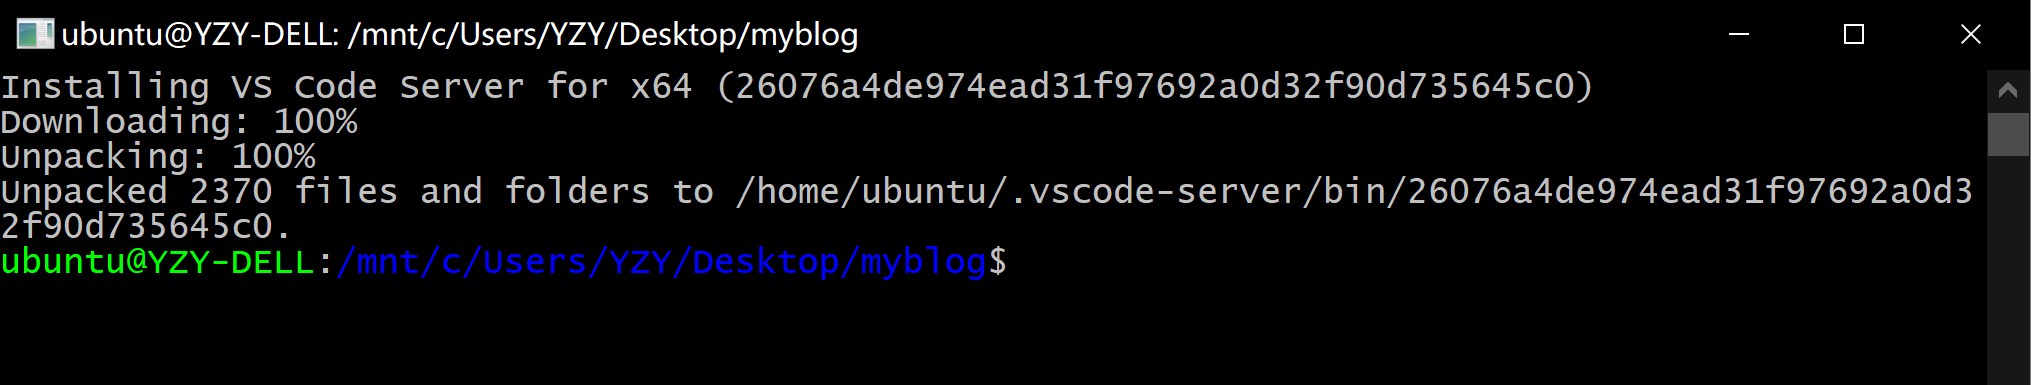 ubuntu@YZY-DELL: /mnt/c/Users/YZY/Desktop/myblog
Installing VS Code Server for x64 (26076a4de974ead31f97692a0d32f90d735645c0)
Downloading: 100%
Unpacking: 100%
Unpacked 2370 files and folders to /home/ubuntu/.vscode-server/bin/26076a4de974ead31f97692a0d3
2f90d735645c0.
ubuntu@YZY-DELL:/mnt/c/Users/YZY/Desktop/myblog$